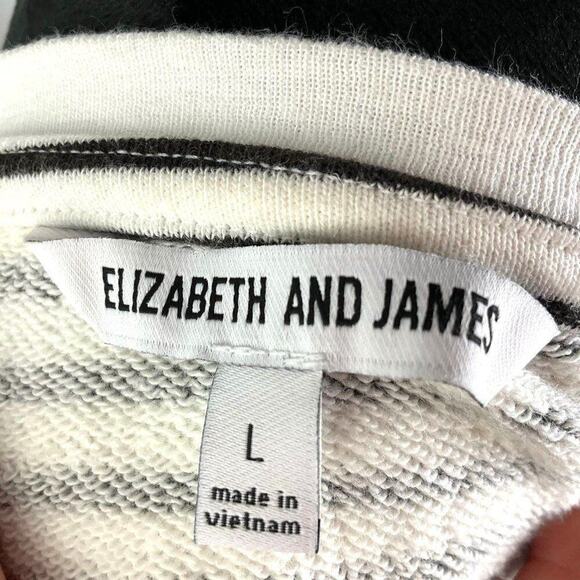 ELIZABETH AND JAMES
L
made in
vietnam